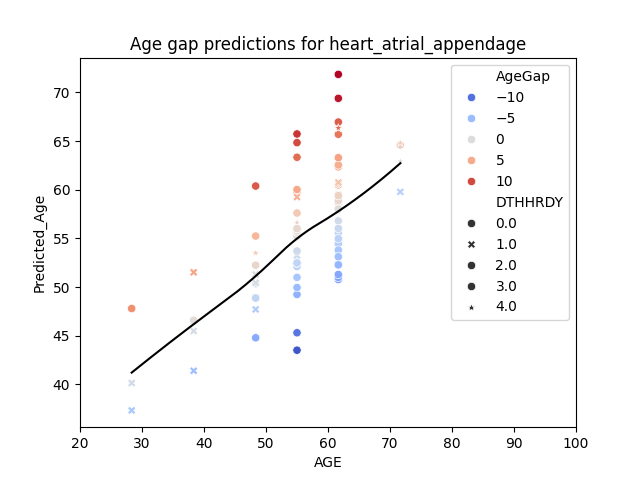 Age gap predictions for heart_atrial_appendage
Predicted_Age
70
65
60
55
50
45
40
20 30 40 50 60 70 80 90 100
AGE
AgeGap
−10
−5
0
5
10
DTHHRDY
0.0
1.0
2.0
3.0
4.0